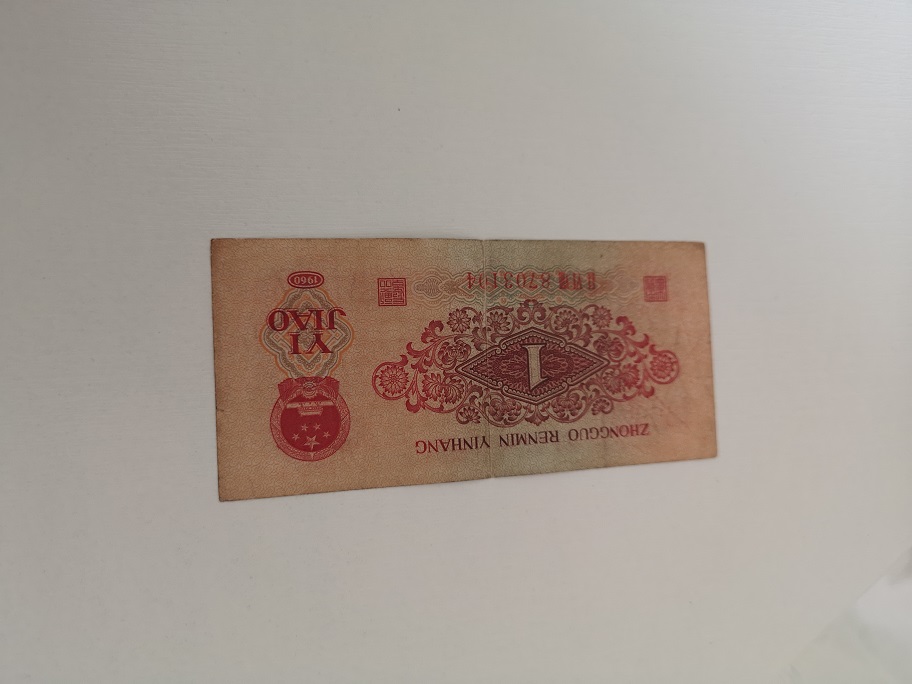 ZHONGGUO RENMIN YINHANG
1
YI
JIAO
1960